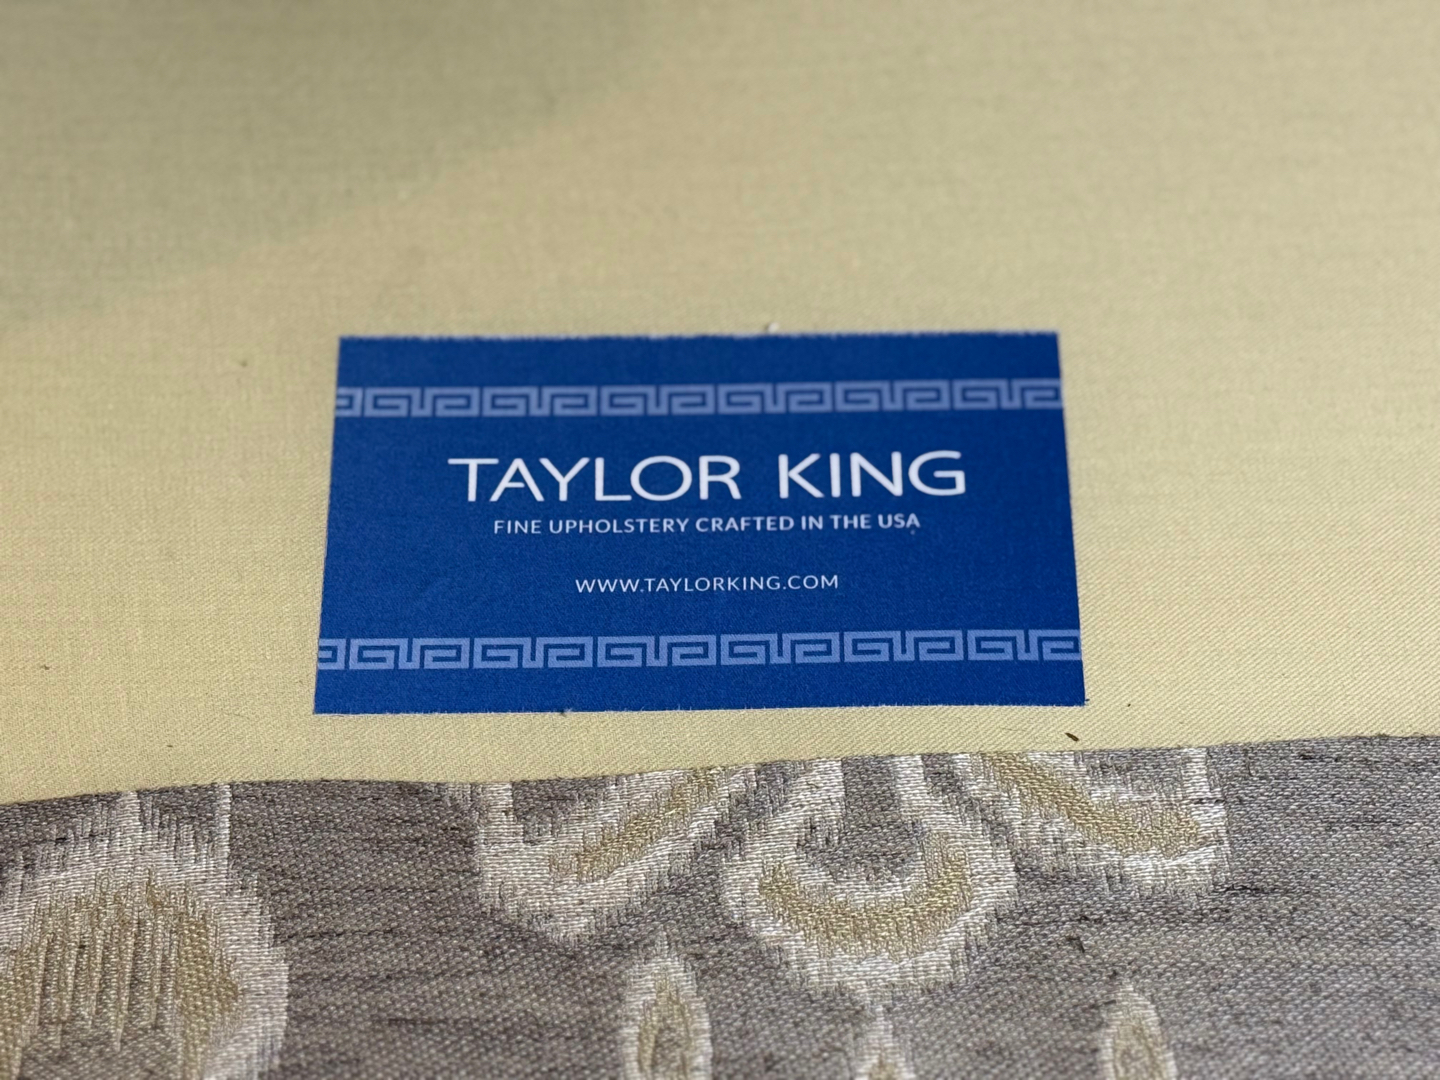 TAYLOR KING
FINE UPHOLSTERY CRAFTED IN THE USA
WWW.TAYLORKING.COM